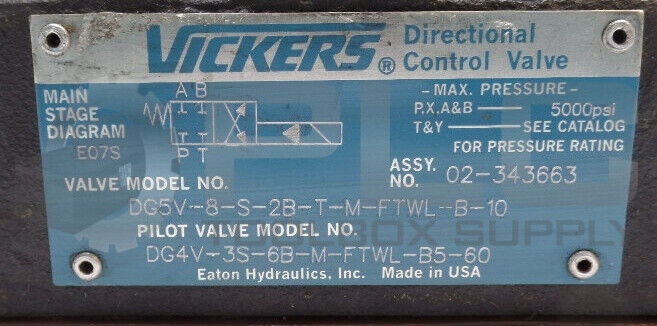 VICKERS® Directional
Control Valve
MAIN
STAGE
DIAGRAM
E07S
A B
P T
- MAX. PRESSURE -
P.X.A&B — 5000psi
T&Y — SEE CATALOG
FOR PRESSURE RATING
ASSY.
NO. 02-343663
VALVE MODEL NO.
DG5V-8-S-2B-T-M-FTWL-B-10
PILOT VALVE MODEL NO.
DG4V-3S-6B-M-FTWL-B5-60
Eaton Hydraulics, Inc. Made in USA
TOOLBOX SUPPLY